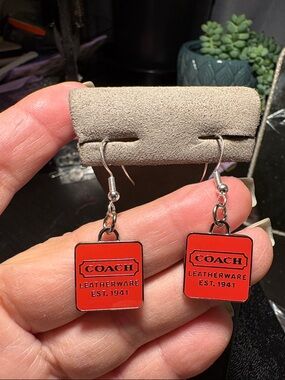 COACH
LEATHERWARE
EST. 1941
COACH
LEATHERWARE
EST. 1941